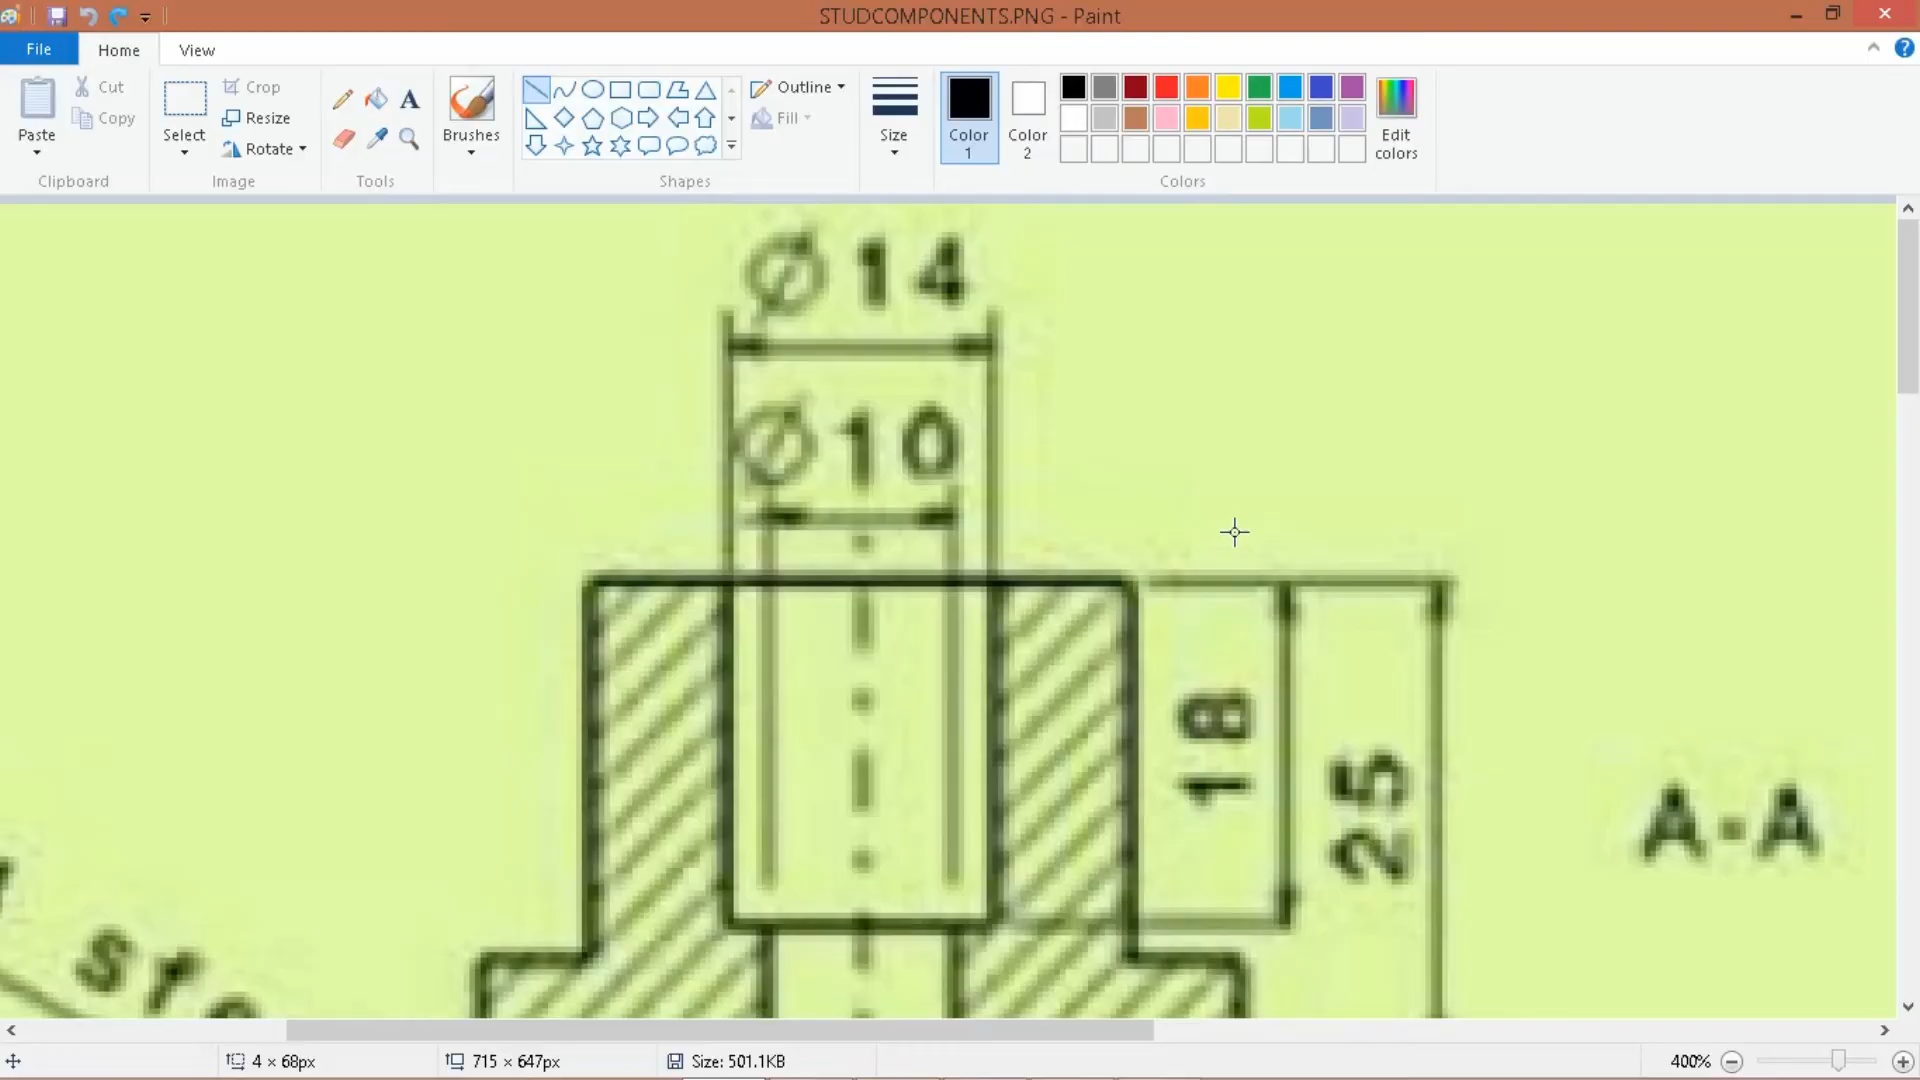 STUDCOMPONENTS.PNG - Paint
File
Home
View
Paste
Cut
Copy
Clipboard
Select
Crop
Resize
Rotate
Image
A
Tools
Brushes
Outline
Fill
Shapes
Size
Color 1
Color 2
Edit colors
Colors
Ø14
Ø10
18
25
A-A
4 × 68px
715 × 647px
Size: 501.1KB
400%